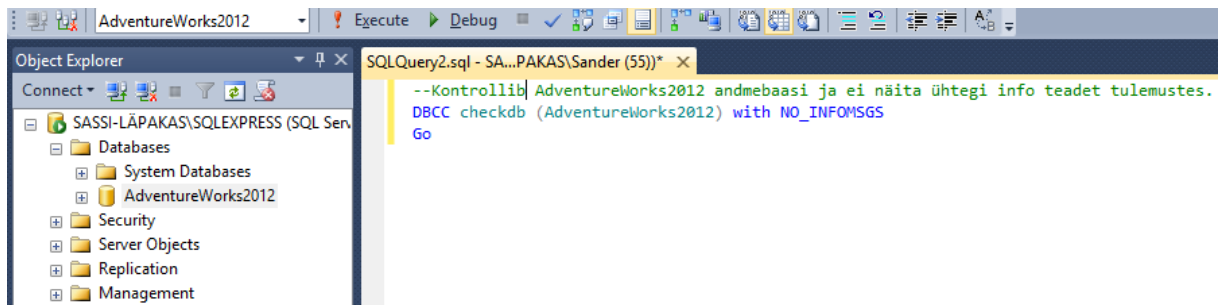 AdventureWorks2012 Execute Debug
Object Explorer
Connect
SASSI-LÄPAKAS\SQLEXPRESS (SQL Serv
Databases
System Databases
AdventureWorks2012
Security
Server Objects
Replication
Management
SQLQuery2.sql - SA...PAKAS\Sander (55))*
--Kontrollib AdventureWorks2012 andmebaasi ja ei näita ühtegi info teadet tulemustes.
DBCC checkdb (AdventureWorks2012) with NO_INFOMSGS
Go